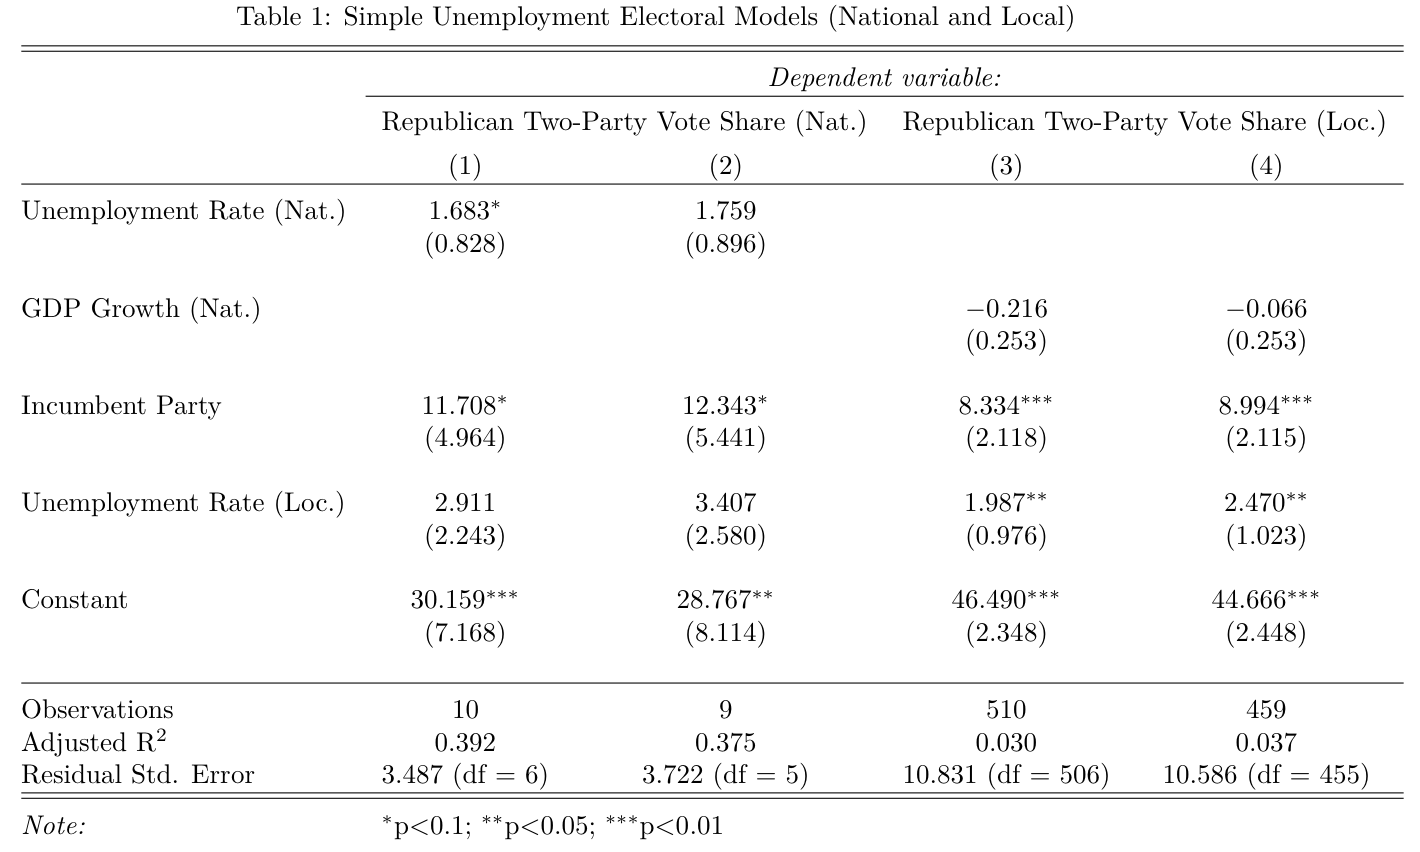 Table 1: Simple Unemployment Electoral Models (National and Local)
Dependent variable:
Republican Two-Party Vote Share (Nat.) Republican Two-Party Vote Share (Loc.)
(1) (2) (3) (4)
Unemployment Rate (Nat.) 1.683* 1.759
(0.828) (0.896)
GDP Growth (Nat.) −0.216 −0.066
(0.253) (0.253)
Incumbent Party 11.708* 12.343* 8.334*** 8.994***
(4.964) (5.441) (2.118) (2.115)
Unemployment Rate (Loc.) 2.911 3.407 1.987** 2.470**
(2.243) (2.580) (0.976) (1.023)
Constant 30.159*** 28.767** 46.490*** 44.666***
(7.168) (8.114) (2.348) (2.448)
Observations 10 9 510 459
Adjusted R² 0.392 0.375 0.030 0.037
Residual Std. Error 3.487 (df = 6) 3.722 (df = 5) 10.831 (df = 506) 10.586 (df = 455)
Note: *p<0.1; **p<0.05; ***p<0.01